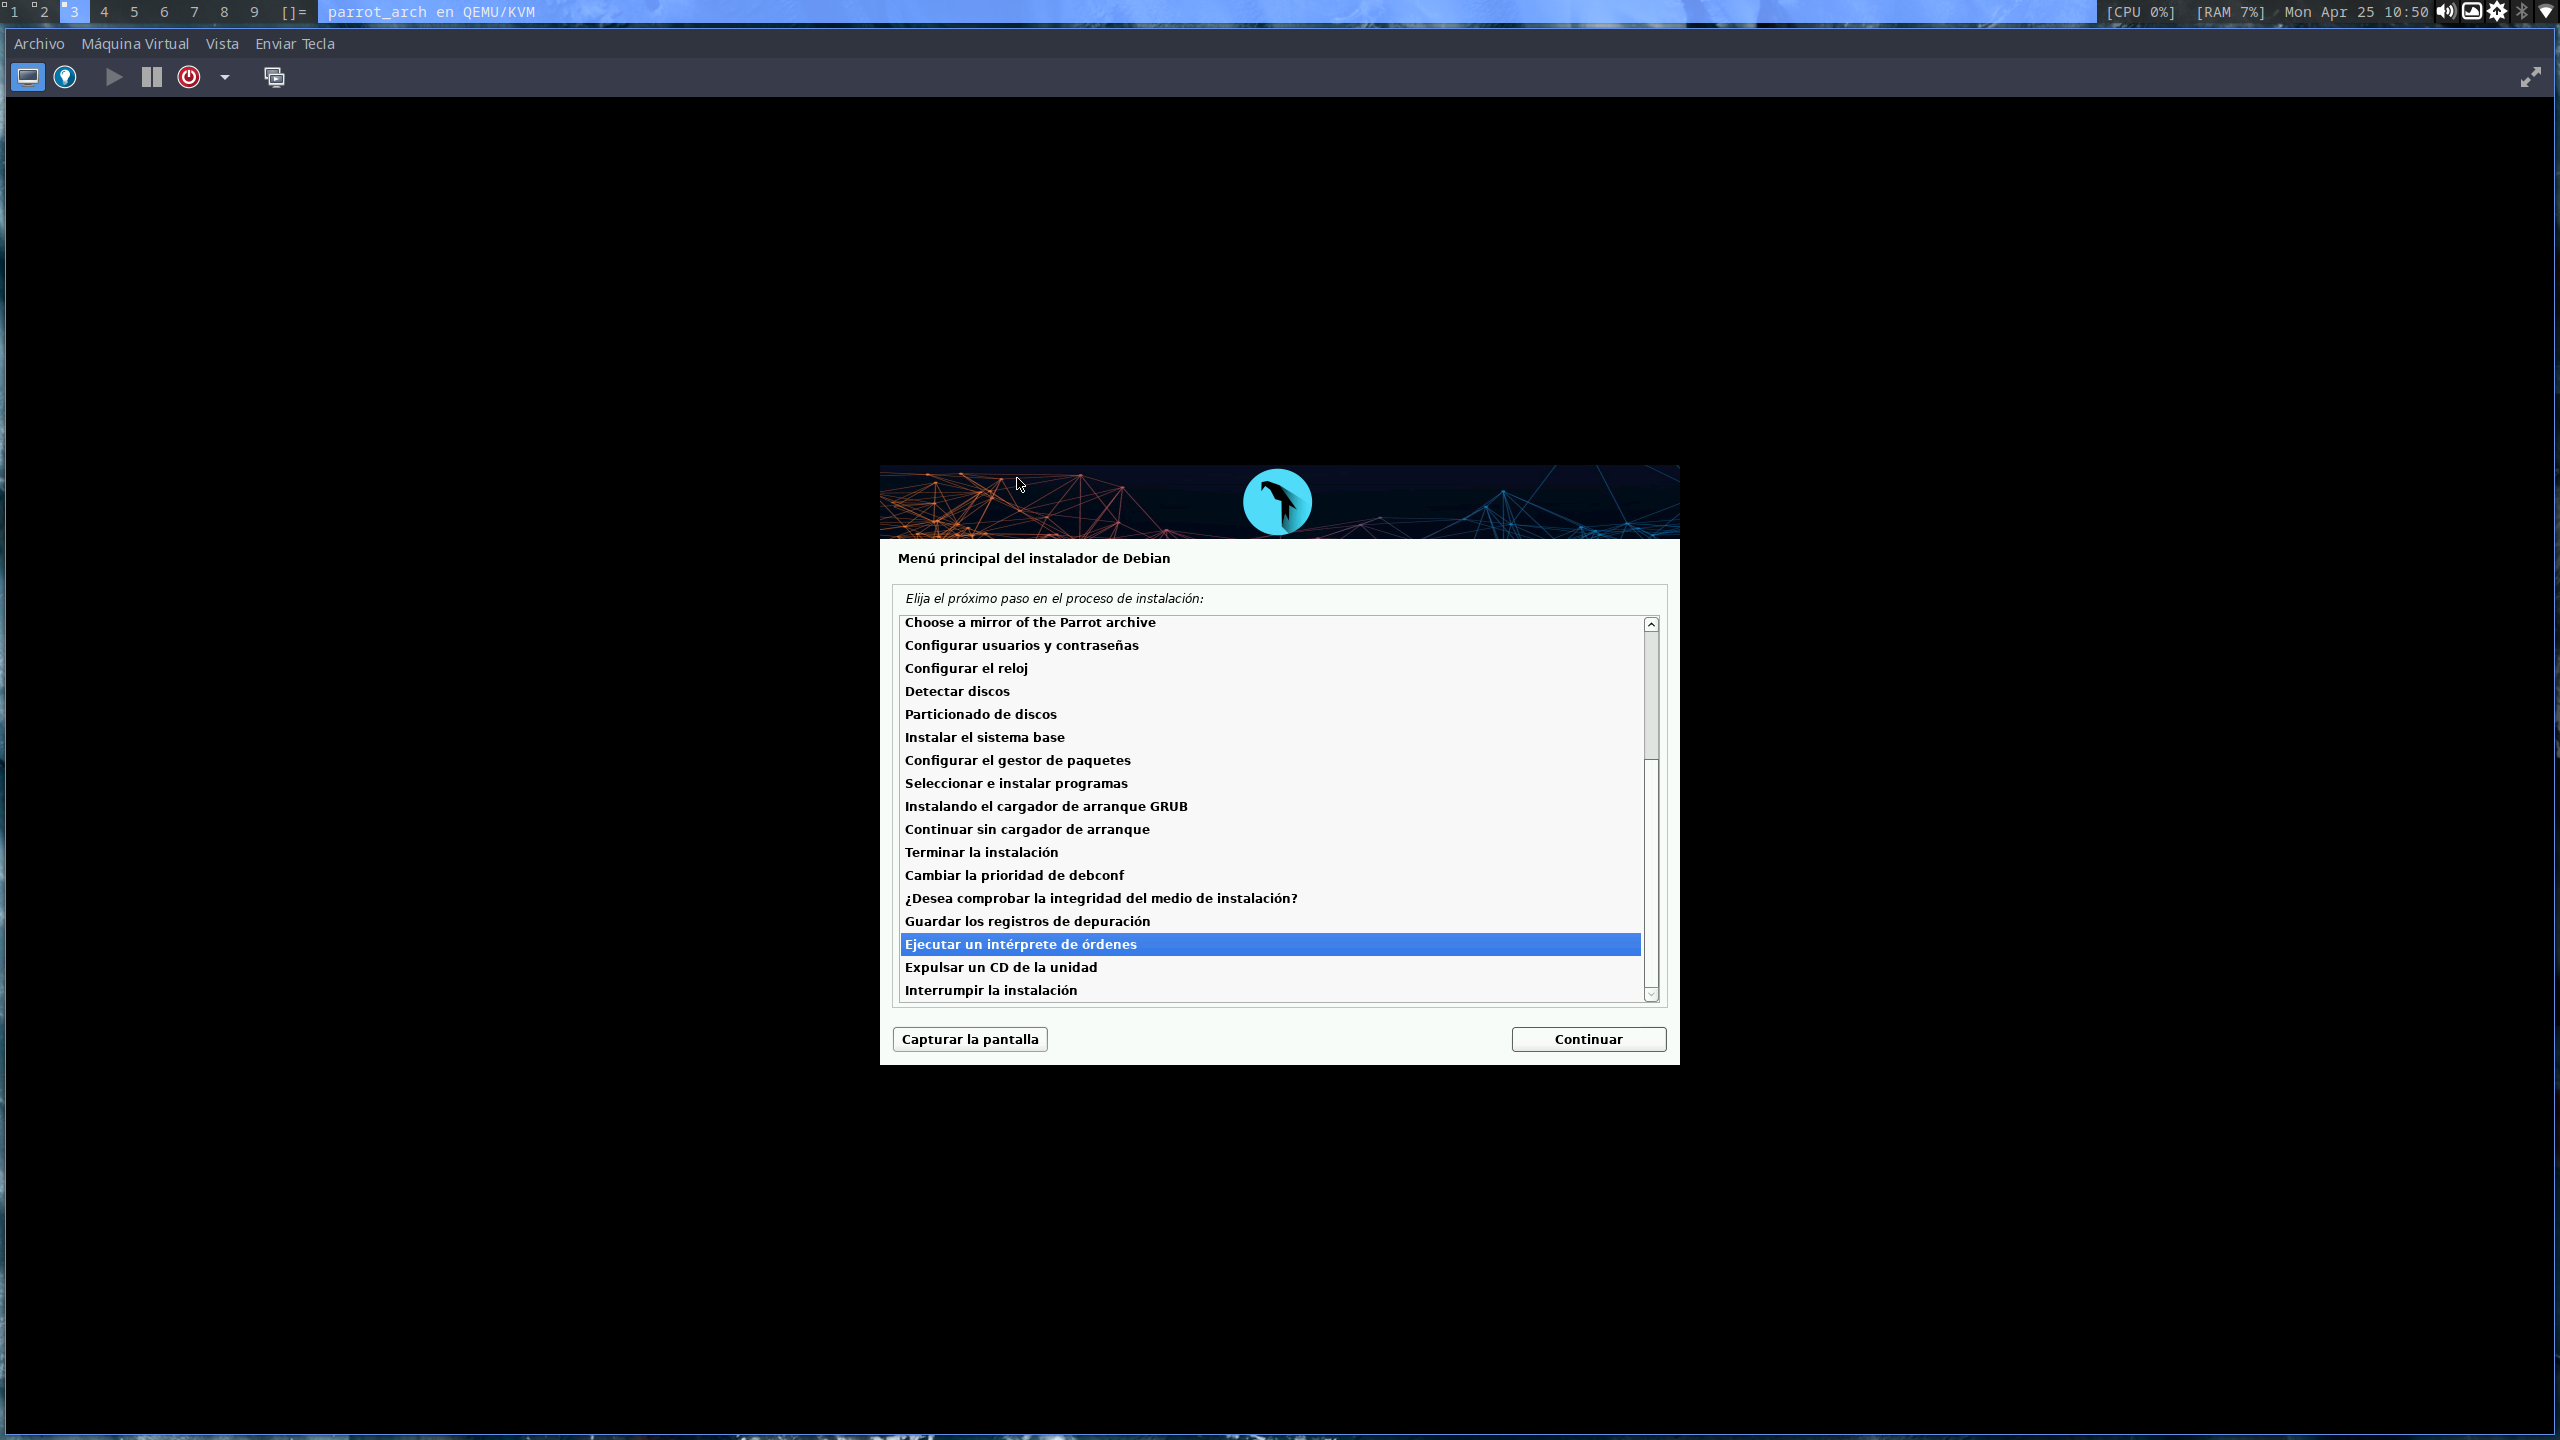 1 2 3 4 5 6 7 8 9 []= parrot_arch en QEMU/KVM [CPU 0%] [RAM 7%] Mon Apr 25 10:50
Archivo Máquina Virtual Vista Enviar Tecla
Menú principal del instalador de Debian
Elija el próximo paso en el proceso de instalación:
Choose a mirror of the Parrot archive
Configurar usuarios y contraseñas
Configurar el reloj
Detectar discos
Particionado de discos
Instalar el sistema base
Configurar el gestor de paquetes
Seleccionar e instalar programas
Instalando el cargador de arranque GRUB
Continuar sin cargador de arranque
Terminar la instalación
Cambiar la prioridad de debconf
¿Desea comprobar la integridad del medio de instalación?
Guardar los registros de depuración
Ejecutar un intérprete de órdenes
Expulsar un CD de la unidad
Interrumpir la instalación
Capturar la pantalla Continuar